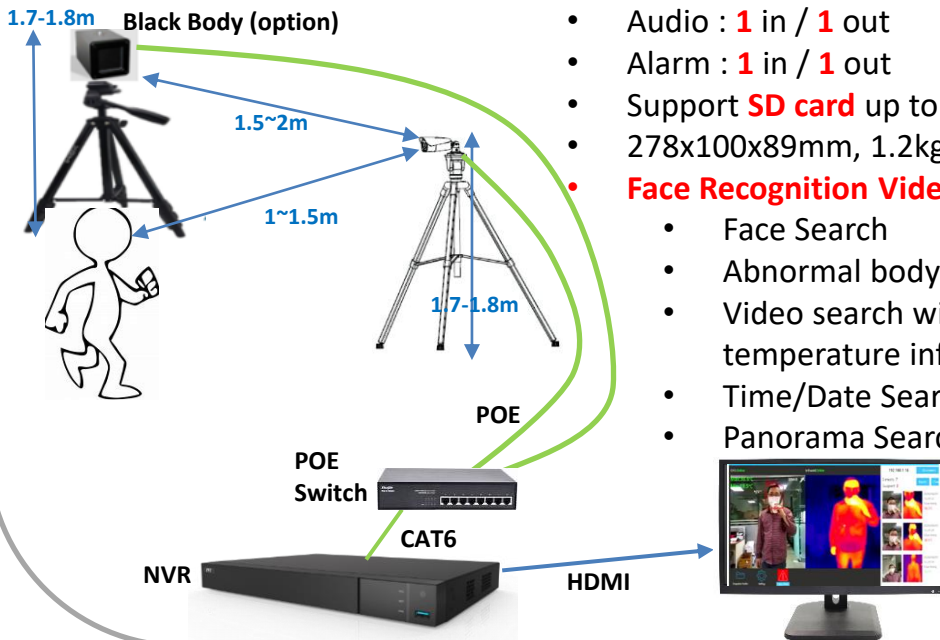 1.7-1.8m
Black Body (option)
1.5~2m
1~1.5m
1.7-1.8m
POE
POE
Switch
CAT6
NVR
HDMI
• Audio : 1 in / 1 out
• Alarm : 1 in / 1 out
• Support SD card up to
• 278x100x89mm, 1.2kg
• Face Recognition Vide
• Face Search
• Abnormal body
• Video search wi
temperature inf
• Time/Date Sear
• Panorama Searc